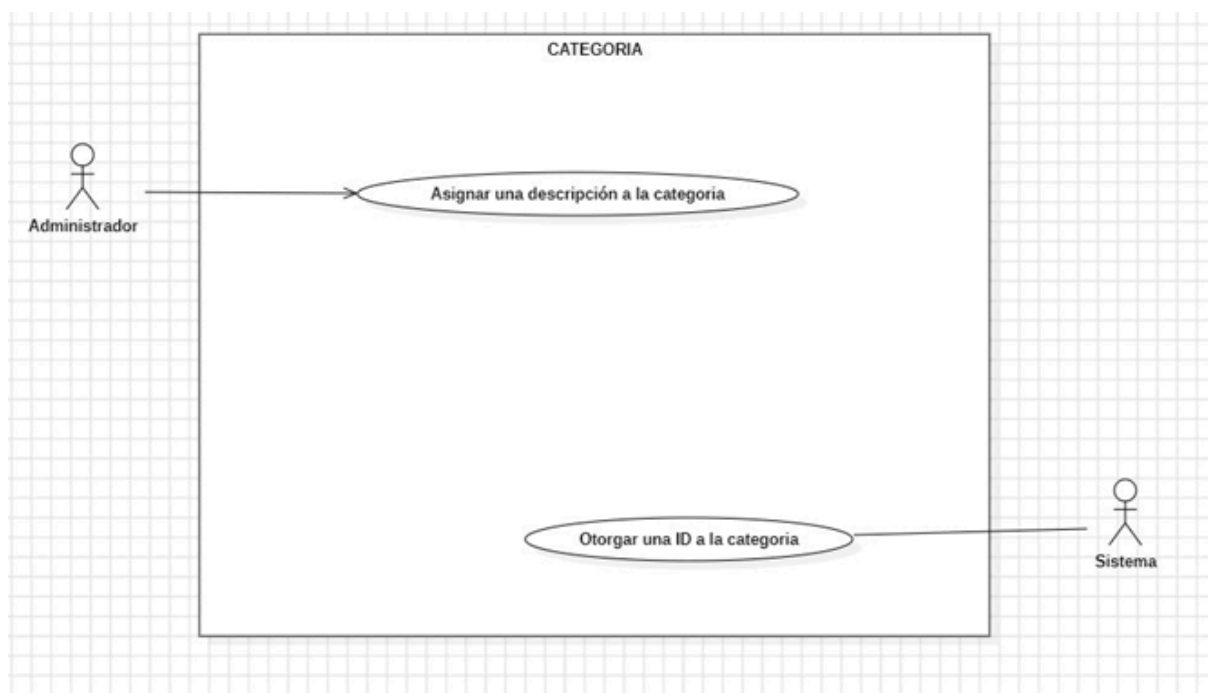 CATEGORIA
Asignar una descripción a la categoria
Administrador
Otorgar una ID a la categoria
Sistema